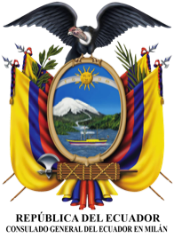 REPÚBLICA DEL ECUADOR
CONSULADO GENERAL DEL ECUADOR EN MILÁN